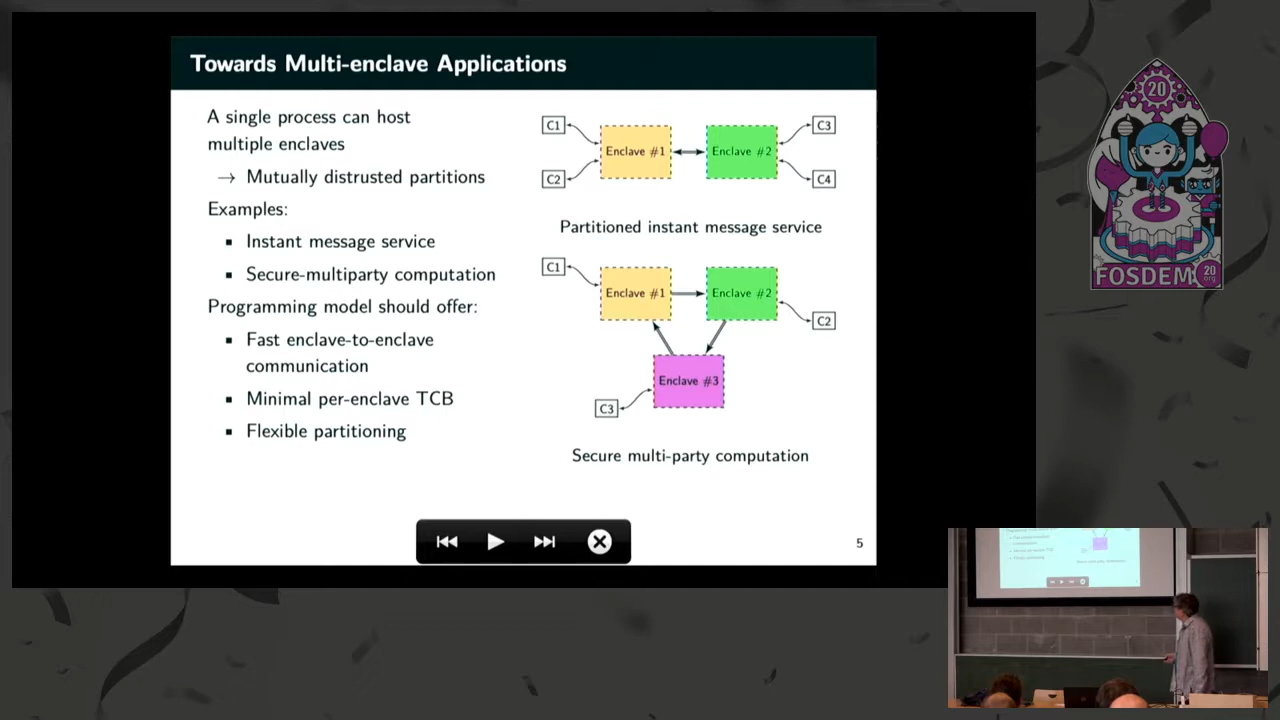 Towards Multi-enclave Applications
A single process can host
multiple enclaves
→ Mutually distrusted partitions
Examples:
▪ Instant message service
▪ Secure-multiparty computation
Programming model should offer:
▪ Fast enclave-to-enclave
communication
▪ Minimal per-enclave TCB
▪ Flexible partitioning
C1
C2
Enclave #1
Enclave #2
C3
C4
Partitioned instant message service
C1
Enclave #1
Enclave #2
C2
Enclave #3
C3
Secure multi-party computation
5
20
FOSDEM
20
.org